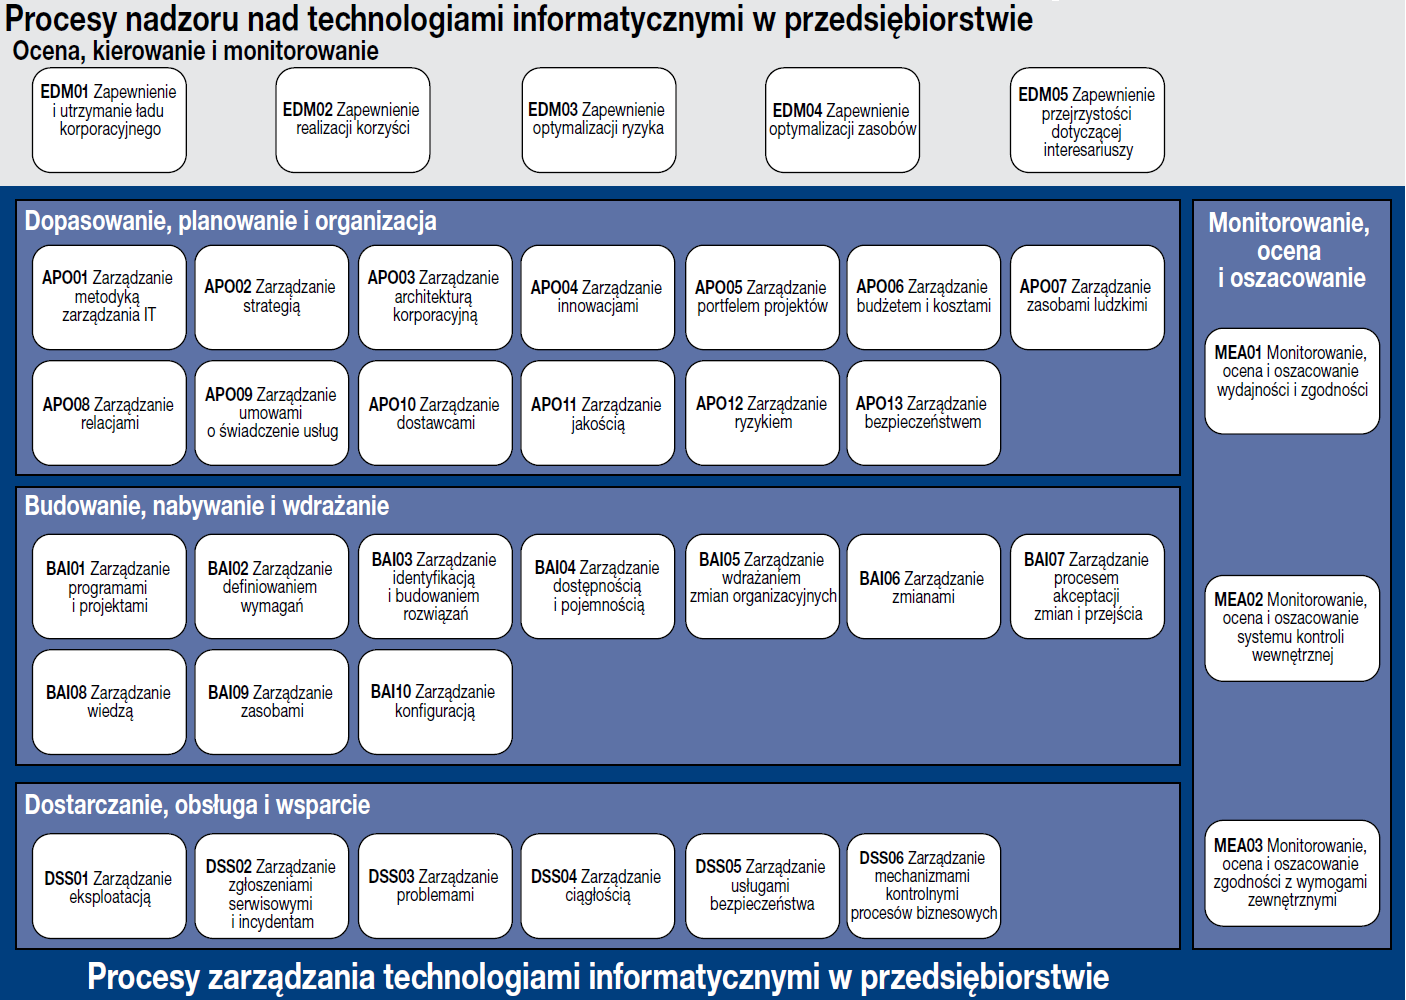 Procesy nadzoru nad technologiami informatycznymi w przedsiębiorstwie
Ocena, kierowanie i monitorowanie
EDM01 Zapewnienie
i utrzymanie ładu
korporacyjnego
EDM02 Zapewnienie
realizacji korzyści
EDM03 Zapewnienie
optymalizacji ryzyka
EDM04 Zapewnienie
optymalizacji zasobów
EDM05 Zapewnienie
przejrzystości
dotyczącej
interesariuszy
Dopasowanie, planowanie i organizacja
APO01 Zarządzanie
metodyką
zarządzania IT
APO02 Zarządzanie
strategią
APO03 Zarządzanie
architekturą
korporacyjną
APO04 Zarządzanie
innowacjami
APO05 Zarządzanie
portfelem projektów
APO06 Zarządzanie
budżetem i kosztami
APO07 Zarządzanie
zasobami ludzkimi
APO08 Zarządzanie
relacjami
APO09 Zarządzanie
umowami
o świadczenie usług
APO10 Zarządzanie
dostawcami
APO11 Zarządzanie
jakością
APO12 Zarządzanie
ryzykiem
APO13 Zarządzanie
bezpieczeństwem
Budowanie, nabywanie i wdrażanie
BAI01 Zarządzanie
programami
i projektami
BAI02 Zarządzanie
definiowaniem
wymagań
BAI03 Zarządzanie
identyfikacją
i budowaniem
rozwiązań
BAI04 Zarządzanie
dostępnością
i pojemnością
BAI05 Zarządzanie
wdrażaniem
zmian organizacyjnych
BAI06 Zarządzanie
zmianami
BAI07 Zarządzanie
procesem
akceptacji
zmian i przejścia
BAI08 Zarządzanie
wiedzą
BAI09 Zarządzanie
zasobami
BAI10 Zarządzanie
konfiguracją
Dostarczanie, obsługa i wsparcie
DSS01 Zarządzanie
eksploatacją
DSS02 Zarządzanie
zgłoszeniami
serwisowymi
i incydentam
DSS03 Zarządzanie
problemami
DSS04 Zarządzanie
ciągłością
DSS05 Zarządzanie
usługami
bezpieczeństwa
DSS06 Zarządzanie
mechanizmami
kontrolnymi
procesów biznesowych
Monitorowanie,
ocena
i oszacowanie
MEA01 Monitorowanie,
ocena i oszacowanie
wydajności i zgodności
MEA02 Monitorowanie,
ocena i oszacowanie
systemu kontroli
wewnętrznej
MEA03 Monitorowanie,
ocena i oszacowanie
zgodności z wymogami
zewnętrznymi
Procesy zarządzania technologiami informatycznymi w przedsiębiorstwie